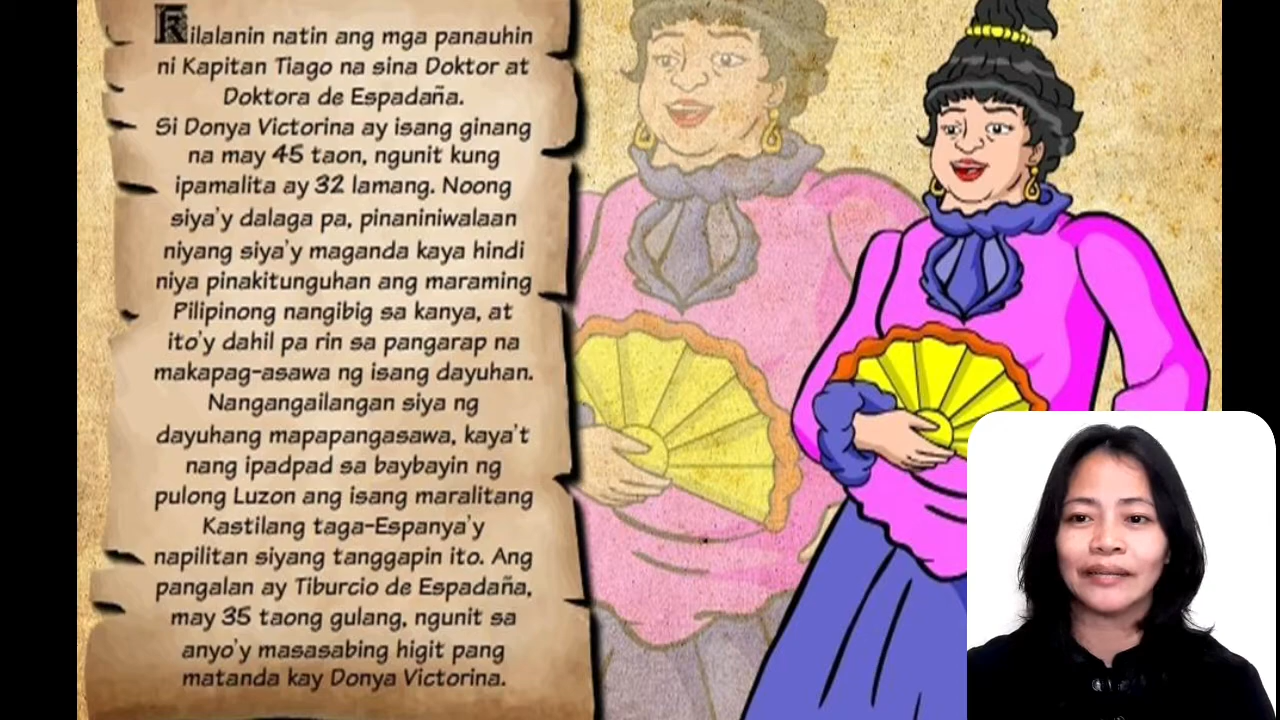 Kilalanin natin ang mga panauhin
ni Kapitan Tiago na sina Doktor at
Doktora de Espadaña.
Si Donya Victorina ay isang ginang
na may 45 taon, ngunit kung
ipamalita ay 32 lamang. Noong
siya'y dalaga pa, pinaniniwalaan
niyang siya'y maganda kaya hindi
niya pinakitunguhan ang maraming
Pilipinong nangibig sa kanya, at
ito'y dahil pa rin sa pangarap na
makapag-asawa ng isang dayuhan.
Nangangailangan siya ng
dayuhang mapapangasawa, kaya't
nang ipadpad sa baybayin ng
pulong Luzon ang isang maralitang
Kastilang taga-Espanya'y
napilitan siyang tanggapin ito. Ang
pangalan ay Tiburcio de Espadaña,
may 35 taong gulang, ngunit sa
anyo'y masasabing higit pang
matanda kay Donya Victorina.